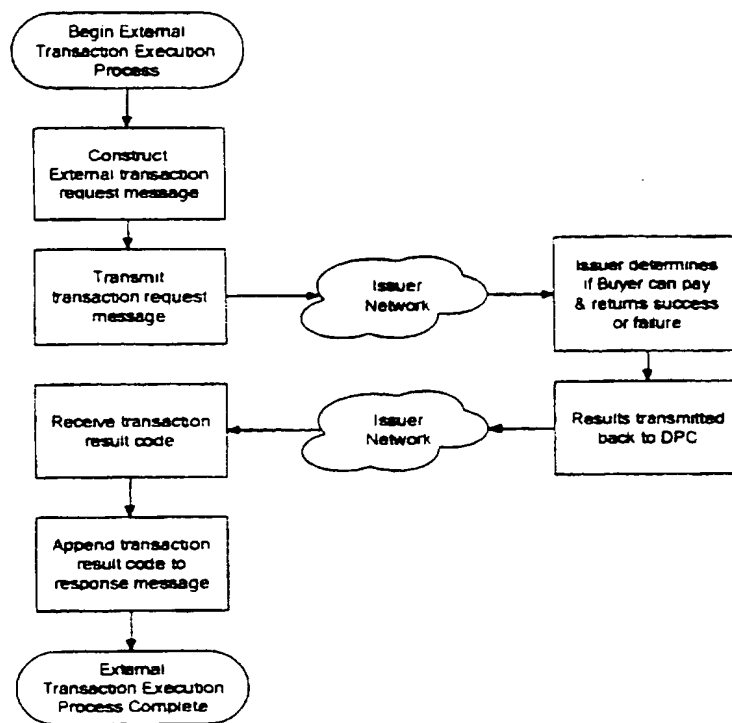 Begin External
Transaction Execution
Process
Construct
External transaction
request message
Transmit
transaction request
message
Issuer
Network
Issuer determines
if Buyer can pay
& returns success
or failure
Receive transaction
result code
Issuer
Network
Results transmitted
back to DPC
Append transaction
result code to
response message
External
Transaction Execution
Process Complete